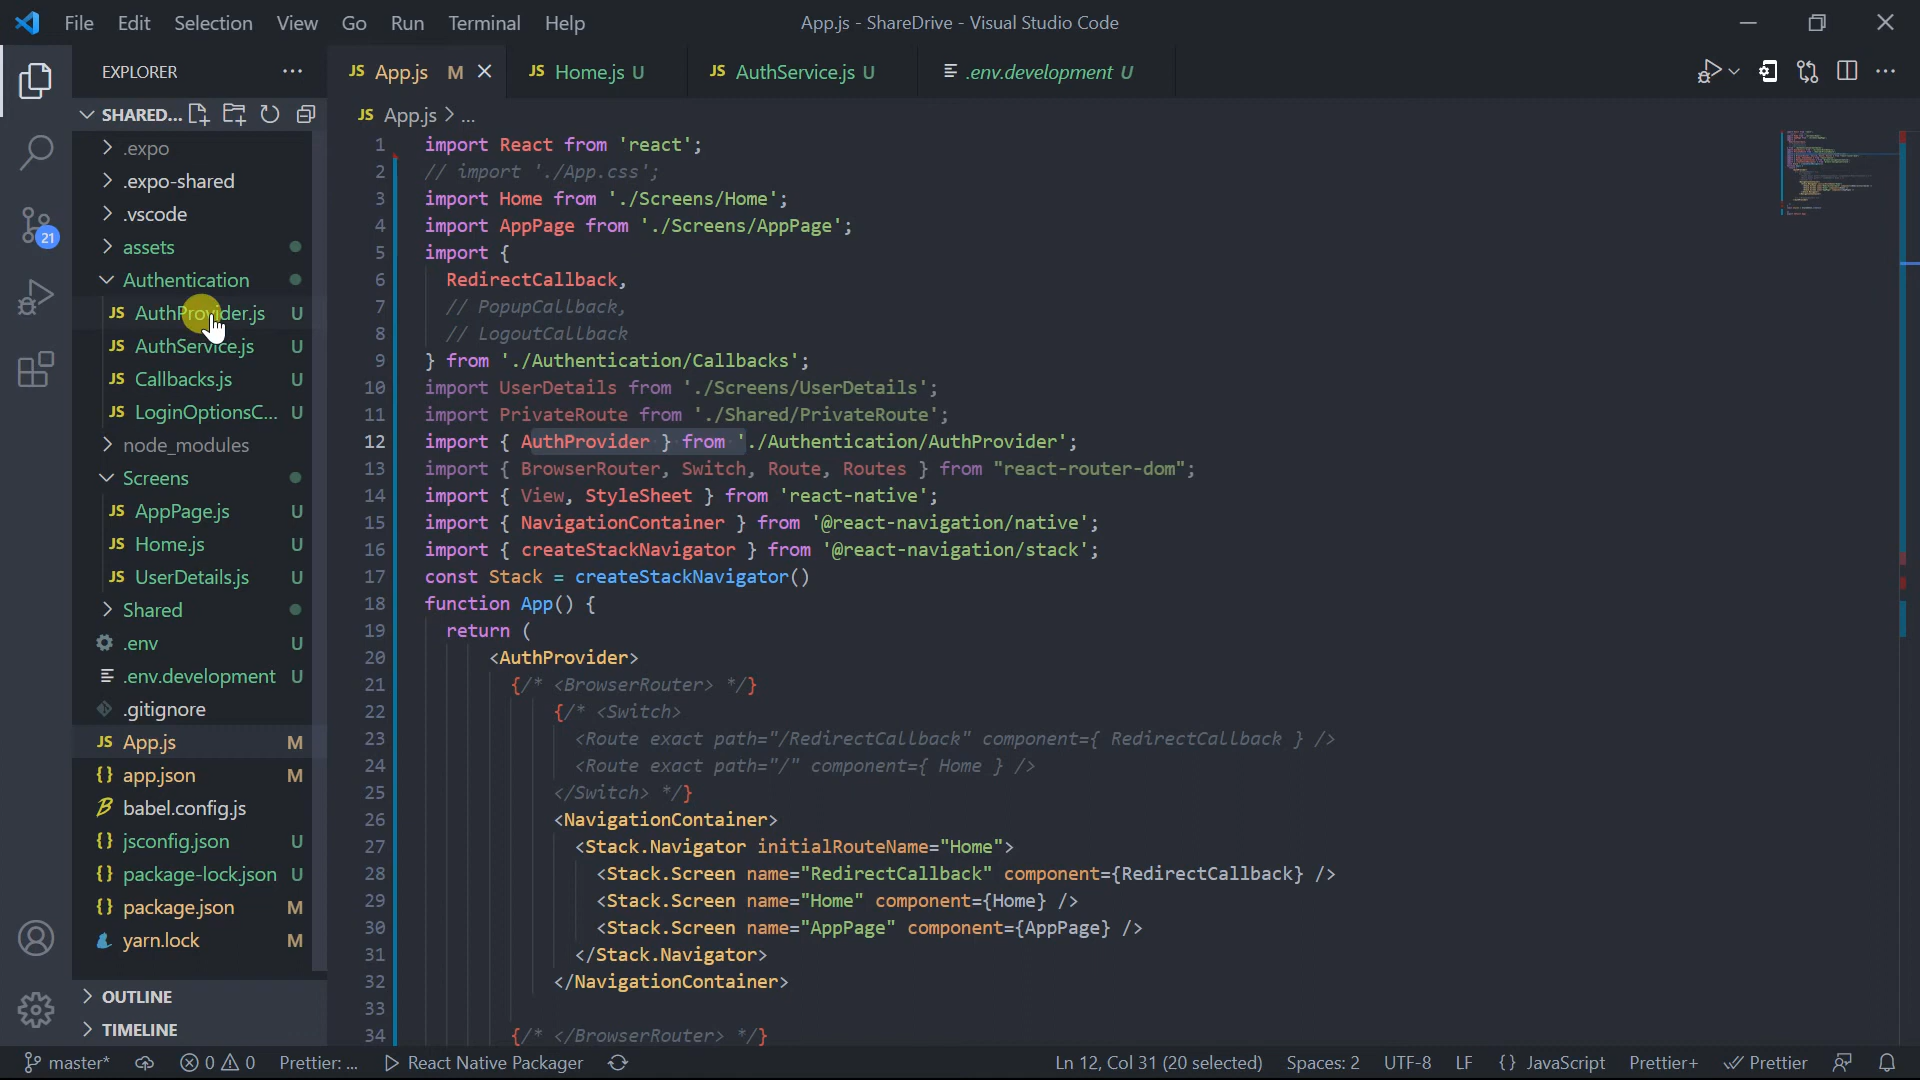 File Edit Selection View Go Run Terminal Help App.js - ShareDrive - Visual Studio Code
EXPLORER
JS App.js M
JS Home.js U
JS AuthService.js U
.env.development U
SHARED...
.expo
.expo-shared
.vscode
assets
Authentication
JS AuthProvider.js U
JS AuthService.js U
JS Callbacks.js U
JS LoginOptionsC... U
node_modules
Screens
JS AppPage.js U
JS Home.js U
JS UserDetails.js U
Shared
.env U
.env.development U
.gitignore
JS App.js M
{} app.json M
babel.config.js
{} jsconfig.json U
{} package-lock.json U
{} package.json M
yarn.lock M
OUTLINE
TIMELINE
21
JS App.js > ...
1 import React from 'react';
2 // import './App.css';
3 import Home from './Screens/Home';
4 import AppPage from './Screens/AppPage';
5 import {
6 RedirectCallback,
7 // PopupCallback,
8 // LogoutCallback
9 } from './Authentication/Callbacks';
10 import UserDetails from './Screens/UserDetails';
11 import PrivateRoute from './Shared/PrivateRoute';
12 import { AuthProvider } from './Authentication/AuthProvider';
13 import { BrowserRouter, Switch, Route, Routes } from "react-router-dom";
14 import { View, StyleSheet } from 'react-native';
15 import { NavigationContainer } from '@react-navigation/native';
16 import { createStackNavigator } from '@react-navigation/stack';
17 const Stack = createStackNavigator()
18 function App() {
19 return (
20 <AuthProvider>
21 {/* <BrowserRouter> */}
22 {/* <Switch>
23 <Route exact path="/RedirectCallback" component={ RedirectCallback } />
24 <Route exact path="/" component={ Home } />
25 </Switch> */}
26 <NavigationContainer>
27 <Stack.Navigator initialRouteName="Home">
28 <Stack.Screen name="RedirectCallback" component={RedirectCallback} />
29 <Stack.Screen name="Home" component={Home} />
30 <Stack.Screen name="AppPage" component={AppPage} />
31 </Stack.Navigator>
32 </NavigationContainer>
33
34 {/* </BrowserRouter> */}
master* 0 0 Prettier: ... React Native Packager Ln 12, Col 31 (20 selected) Spaces: 2 UTF-8 LF {} JavaScript Prettier+ Prettier